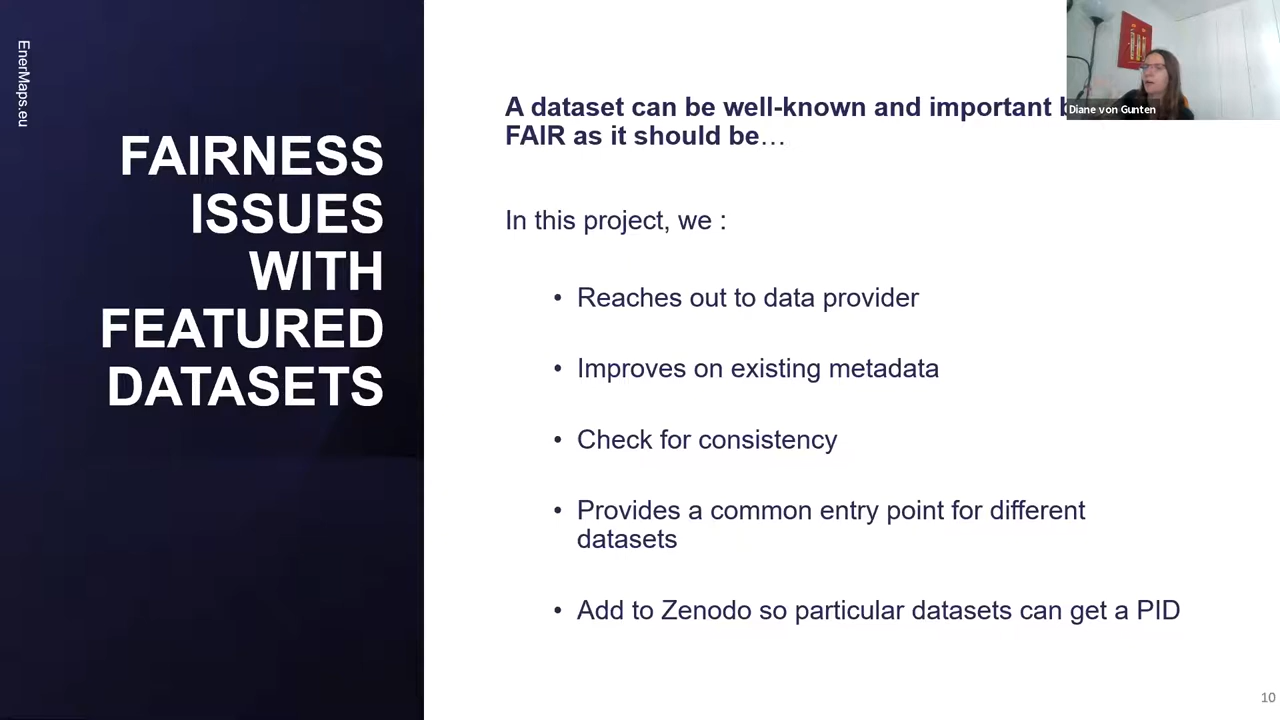 EnerMaps.eu
FAIRNESS
ISSUES
WITH
FEATURED
DATASETS
A dataset can be well-known and important
FAIR as it should be…
In this project, we :
• Reaches out to data provider
• Improves on existing metadata
• Check for consistency
• Provides a common entry point for different
datasets
• Add to Zenodo so particular datasets can get a PID
Diane von Gunten
10